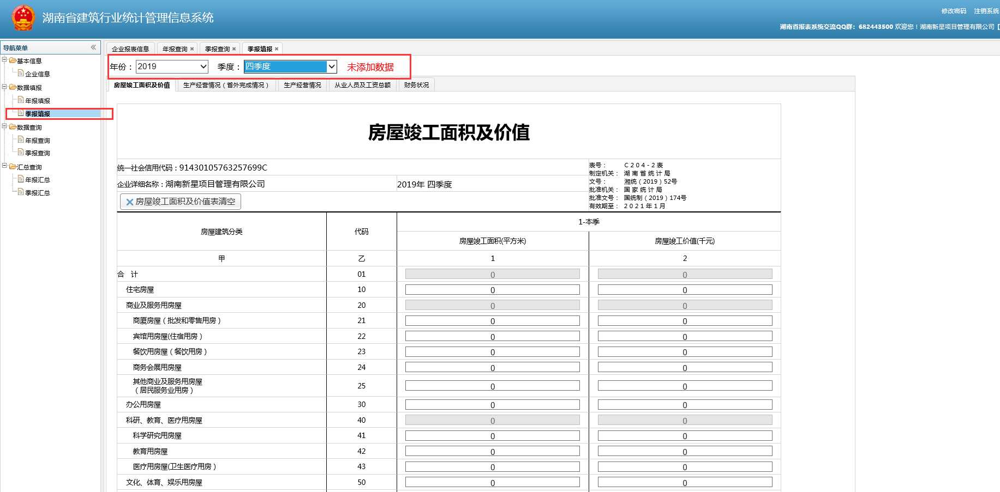 湖南省建筑行业统计管理信息系统
修改密码 注销系统
湖南首报表系统交流QQ群：682443500 欢迎您！湖南新星项目管理有限公司 [
导航菜单
基本信息
企业信息
数据填报
年报填报
季报填报
数据查询
年报查询
季报查询
汇总查询
年报汇总
季报汇总
企业报表信息 年报查询 季报查询 季报填报
年份： 2019 季度： 四季度 未添加数据
房屋竣工面积及价值 生产经营情况（省外完成情况） 生产经营情况 从业人员及工资总额 财务状况
房屋竣工面积及价值
统一社会信用代码：91430105763257699C
企业详细名称：湖南新星项目管理有限公司 2019年 四季度
房屋竣工面积及价值表清空
表号： C204-2表
制定机关： 湖南省统计局
文号： 湘统（2019）52号
批准机关： 国家统计局
批准文号： 国统制（2019）174号
有效期至： 2021年1月
房屋建筑分类 代码 1-本季
房屋竣工面积(平方米) 房屋竣工价值(千元)
甲 乙 1 2
合 计 01 0 0
住宅房屋 10 0 0
商业及服务用房屋 20 0 0
商厦房屋（批发和零售用房） 21 0 0
宾馆用房屋(住宿用房） 22 0 0
餐饮用房屋（餐饮用房） 23 0 0
商务会展用房屋 24 0 0
其他商业及服务用房屋
（居民服务业用房） 25 0 0
办公用房屋 30 0 0
科研、教育、医疗用房屋 40 0 0
科学研究用房屋 41 0 0
教育用房屋 42 0 0
医疗用房屋(卫生医疗用房） 43 0 0
文化、体育、娱乐用房屋 50 0 0